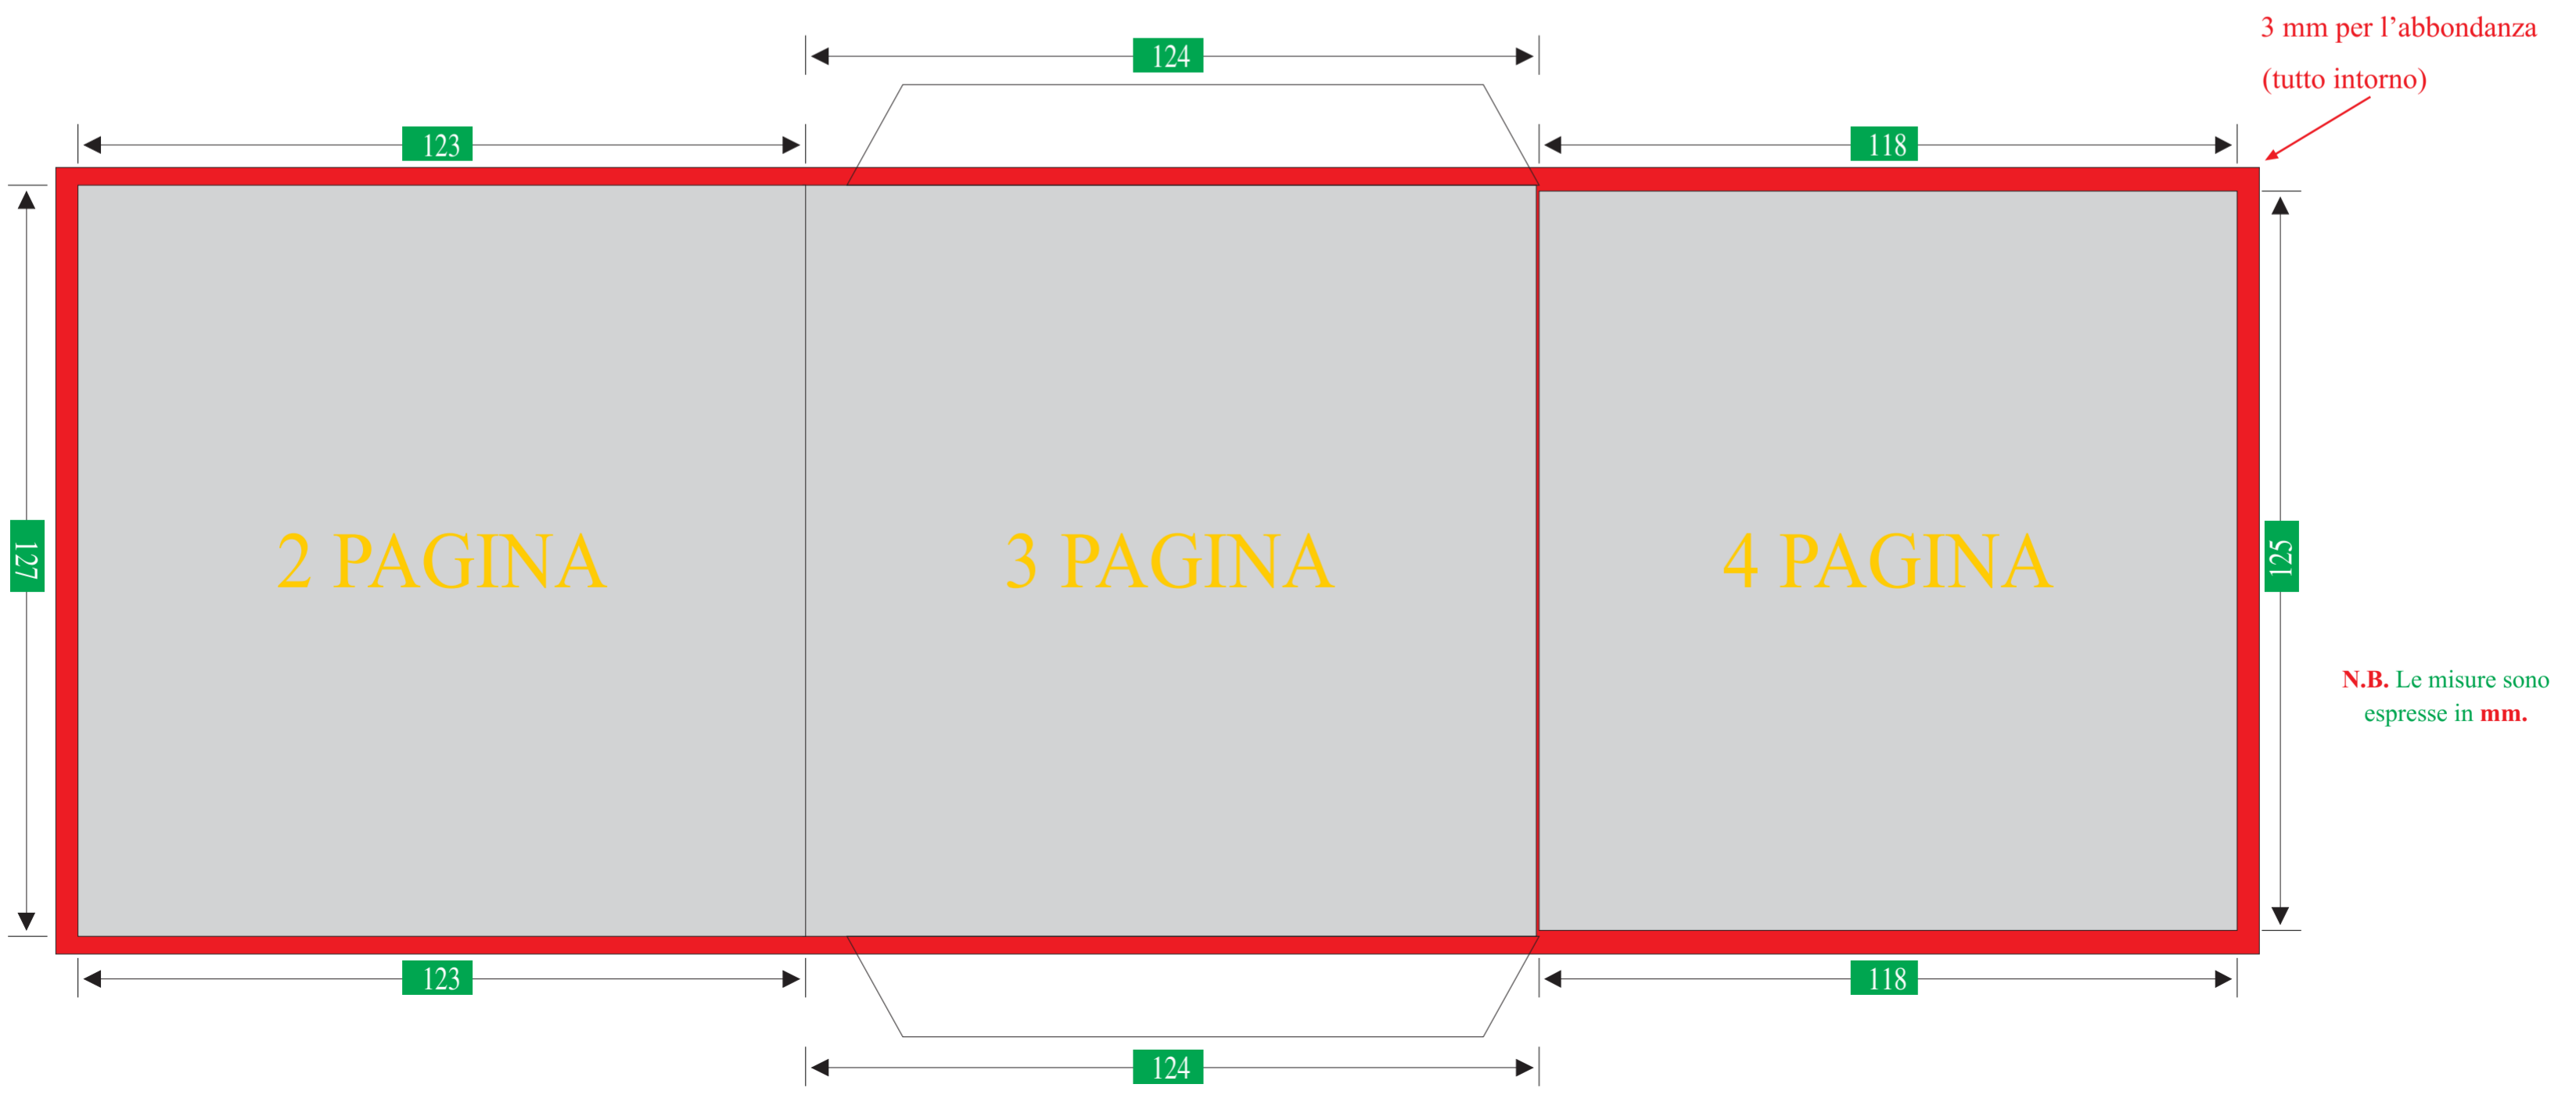 3 mm per l’abbondanza
(tutto intorno)
124
123
118
127
2 PAGINA
3 PAGINA
4 PAGINA
125
N.B. Le misure sono
espresse in mm.
123
118
124